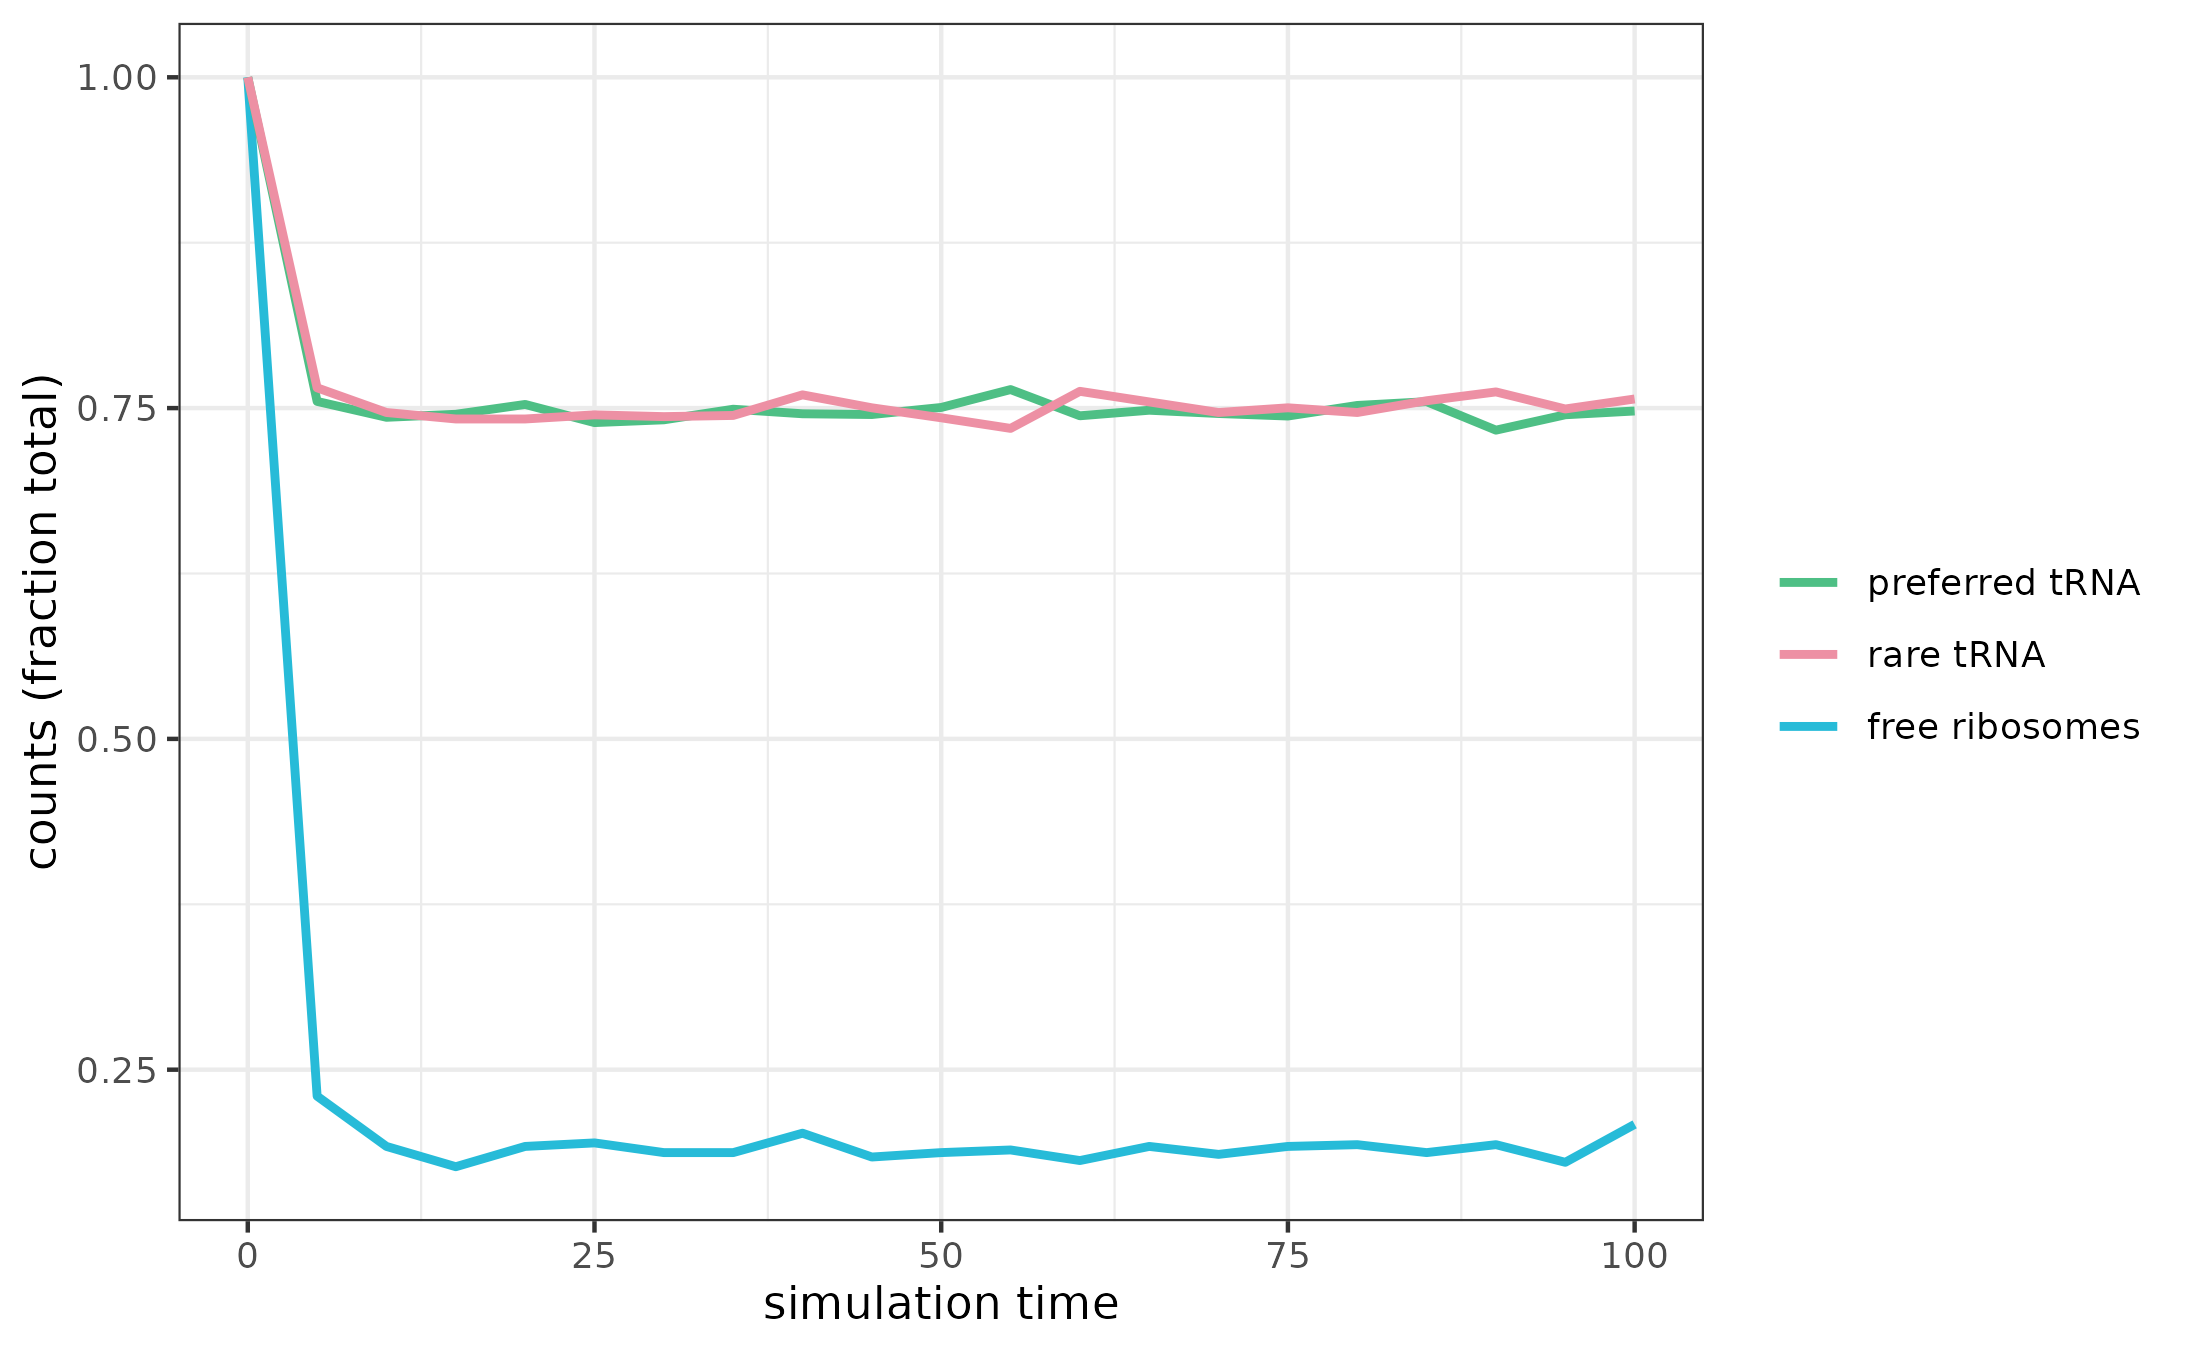 counts (fraction total)
1.00
0.75
0.50
0.25
0
25
50
75
100
simulation time
preferred tRNA
rare tRNA
free ribosomes